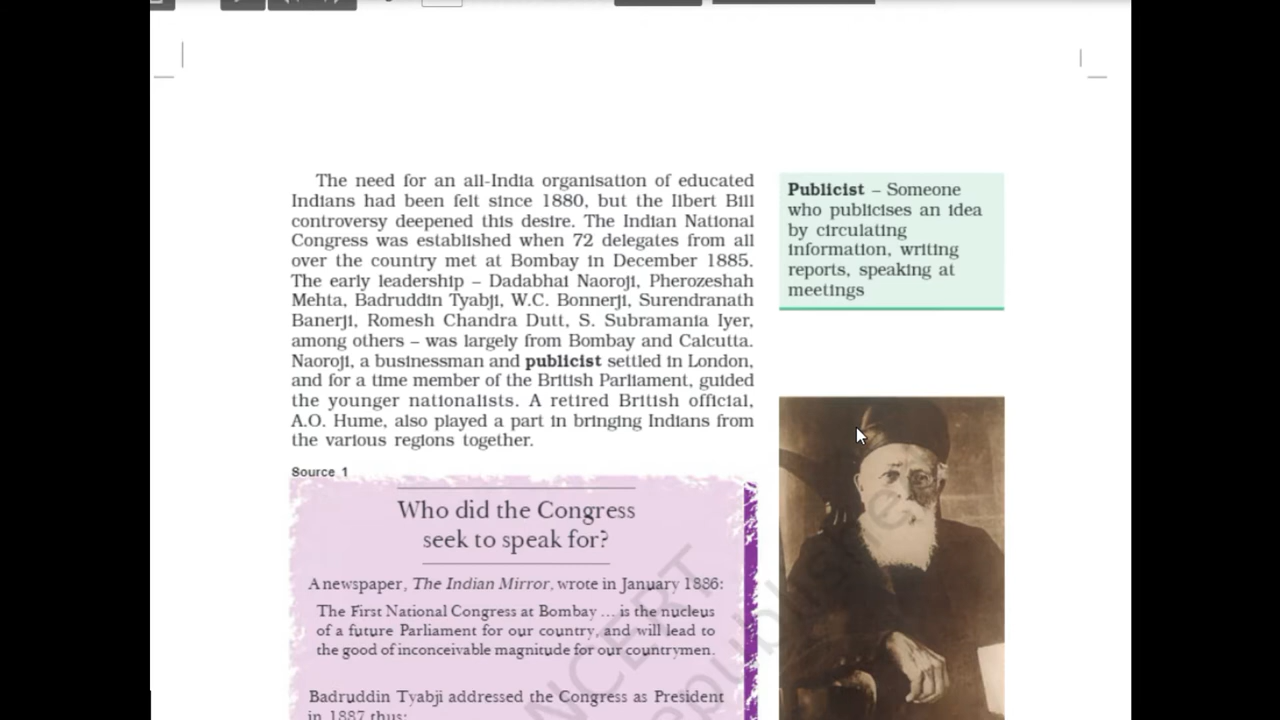 The need for an all-India organisation of educated
Indians had been felt since 1880, but the Ilbert Bill
controversy deepened this desire. The Indian National
Congress was established when 72 delegates from all
over the country met at Bombay in December 1885.
The early leadership – Dadabhai Naoroji, Pherozeshah
Mehta, Badruddin Tyabji, W.C. Bonnerji, Surendranath
Banerji, Romesh Chandra Dutt, S. Subramania Iyer,
among others – was largely from Bombay and Calcutta.
Naoroji, a businessman and publicist settled in London,
and for a time member of the British Parliament, guided
the younger nationalists. A retired British official,
A.O. Hume, also played a part in bringing Indians from
the various regions together.
Publicist – Someone
who publicises an idea
by circulating
information, writing
reports, speaking at
meetings
Source 1
Who did the Congress
seek to speak for?
A newspaper, The Indian Mirror, wrote in January 1886:
The First National Congress at Bombay ... is the nucleus
of a future Parliament for our country, and will lead to
the good of inconceivable magnitude for our countrymen.
Badruddin Tyabji addressed the Congress as President
in 1887 thus:
NCERT